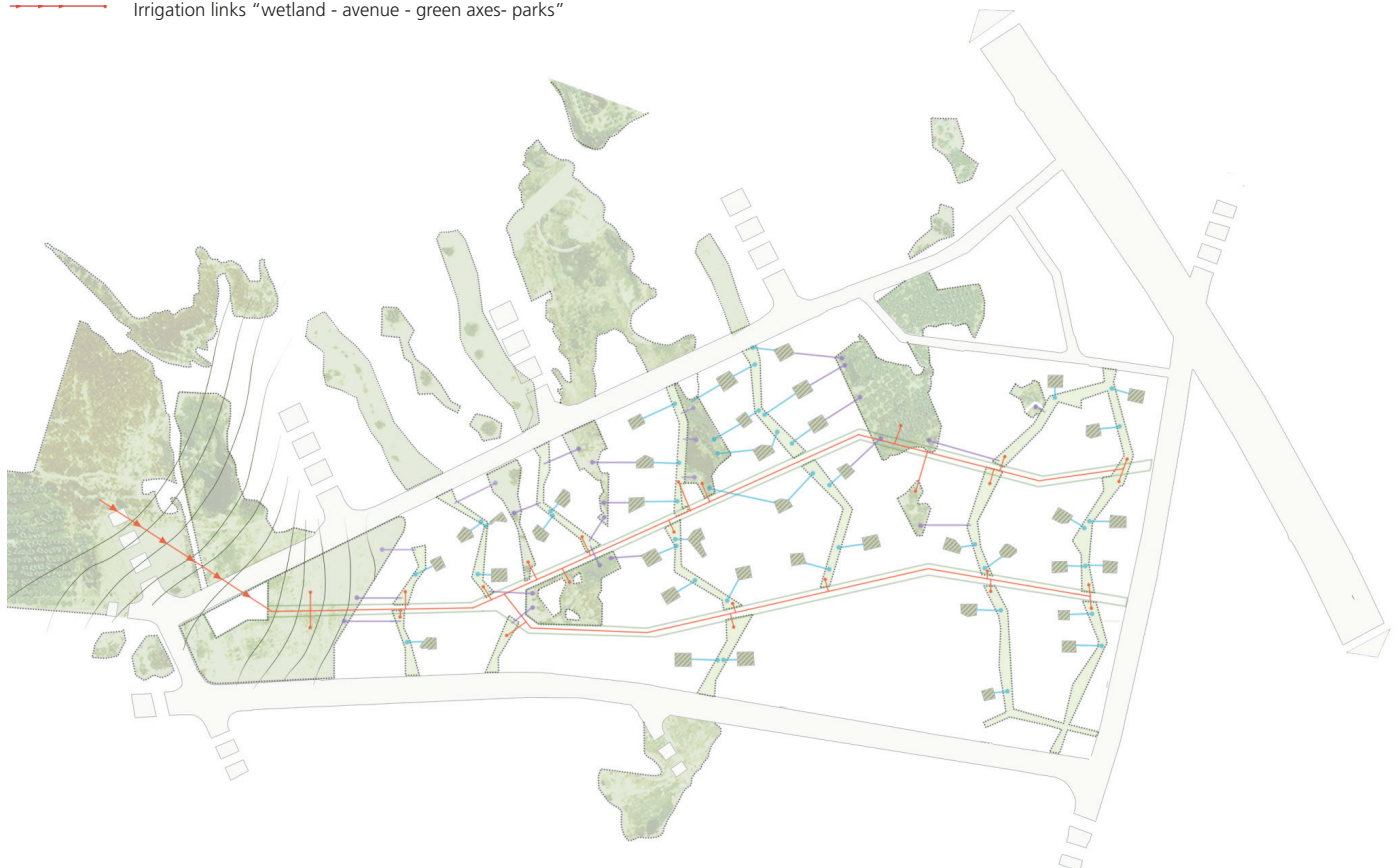 Irrigation links “wetland - avenue - green axes- parks”